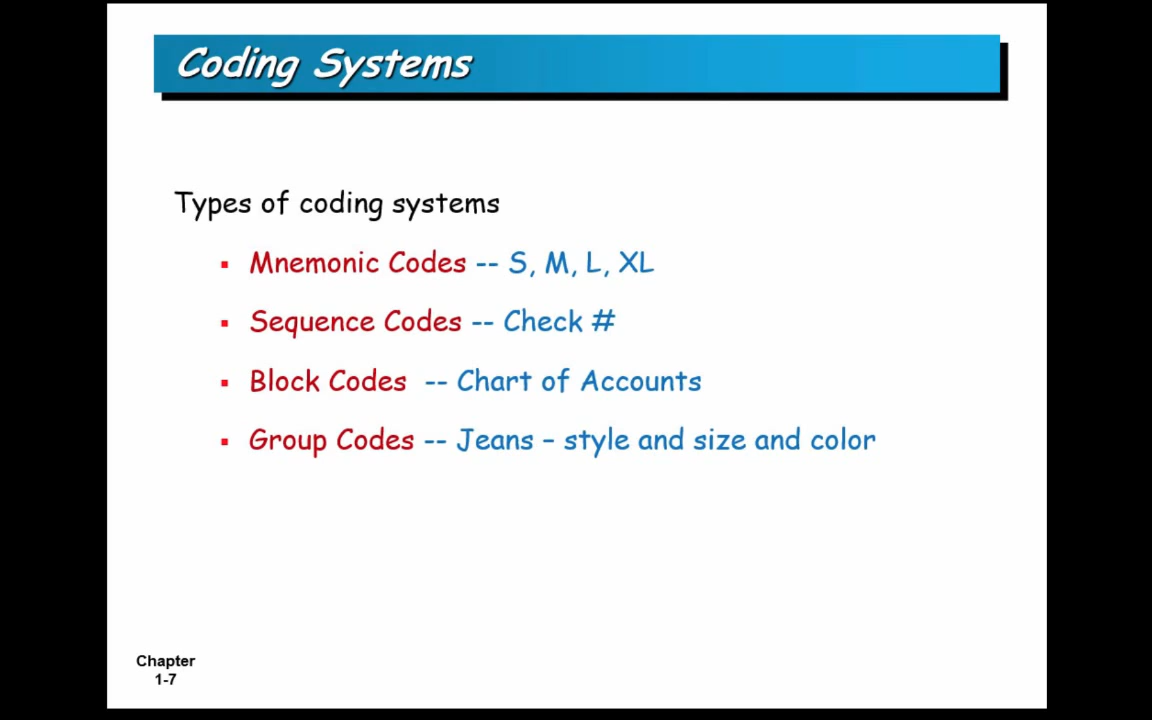 Coding Systems
Types of coding systems
▪ Mnemonic Codes -- S, M, L, XL
▪ Sequence Codes -- Check #
▪ Block Codes -- Chart of Accounts
▪ Group Codes -- Jeans – style and size and color
Chapter
1-7